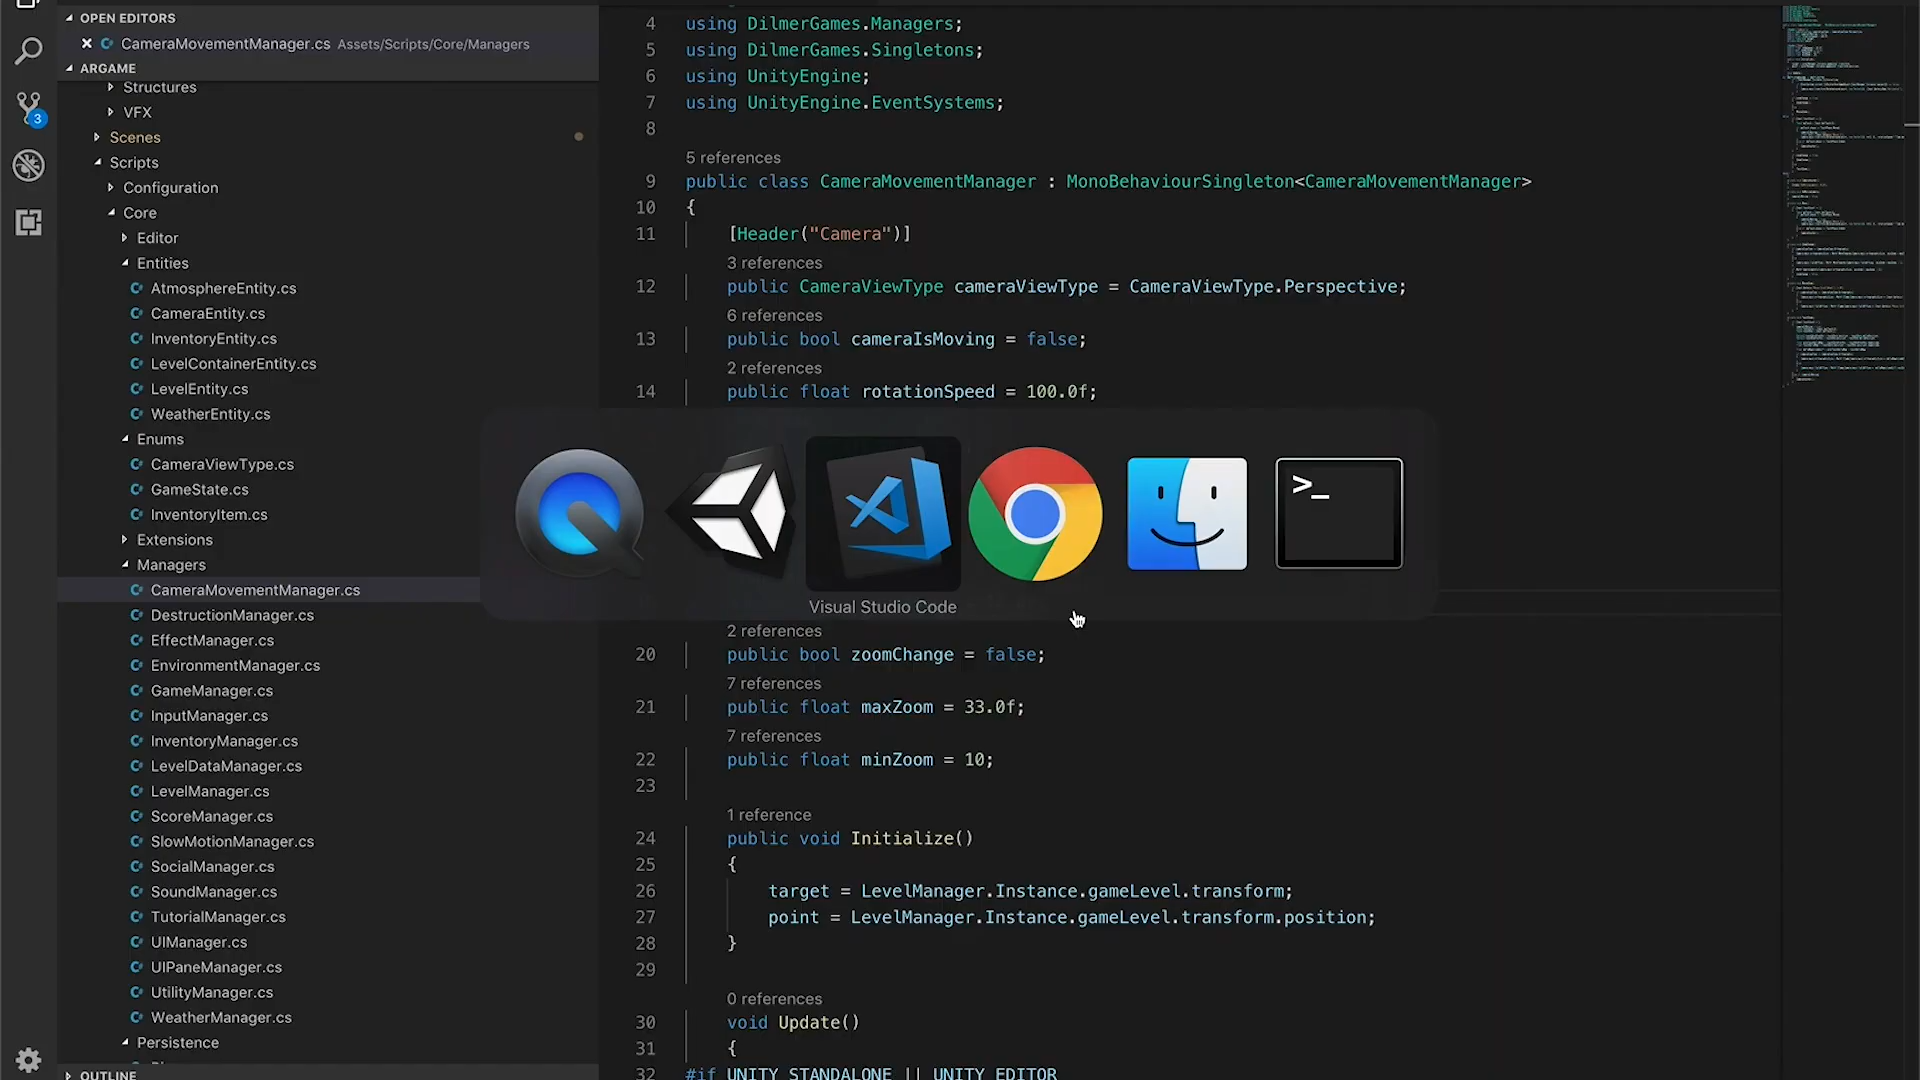 OPEN EDITORS
CameraMovementManager.cs Assets/Scripts/Core/Managers
ARGAME
Structures
VFX
Scenes
Scripts
Configuration
Core
Editor
Entities
C# AtmosphereEntity.cs
C# CameraEntity.cs
C# InventoryEntity.cs
C# LevelContainerEntity.cs
C# LevelEntity.cs
C# WeatherEntity.cs
Enums
C# CameraViewType.cs
C# GameState.cs
C# InventoryItem.cs
Extensions
Managers
C# CameraMovementManager.cs
C# DestructionManager.cs
C# EffectManager.cs
C# EnvironmentManager.cs
C# GameManager.cs
C# InputManager.cs
C# InventoryManager.cs
C# LevelDataManager.cs
C# LevelManager.cs
C# ScoreManager.cs
C# SlowMotionManager.cs
C# SocialManager.cs
C# SoundManager.cs
C# TutorialManager.cs
C# UIManager.cs
C# UIPaneManager.cs
C# UtilityManager.cs
C# WeatherManager.cs
Persistence
OUTLINE
3
4 using DilmerGames.Managers;
5 using DilmerGames.Singletons;
6 using UnityEngine;
7 using UnityEngine.EventSystems;
8
5 references
9 public class CameraMovementManager : MonoBehaviourSingleton<CameraMovementManager>
10 {
11 [Header("Camera")]
3 references
12 public CameraViewType cameraViewType = CameraViewType.Perspective;
6 references
13 public bool cameraIsMoving = false;
2 references
14 public float rotationSpeed = 100.0f;
>_
Visual Studio Code
2 references
20 public bool zoomChange = false;
7 references
21 public float maxZoom = 33.0f;
7 references
22 public float minZoom = 10;
23
1 reference
24 public void Initialize()
25 {
26 target = LevelManager.Instance.gameLevel.transform;
27 point = LevelManager.Instance.gameLevel.transform.position;
28 }
29
0 references
30 void Update()
31 {
32 #if UNITY_STANDALONE || UNITY_EDITOR